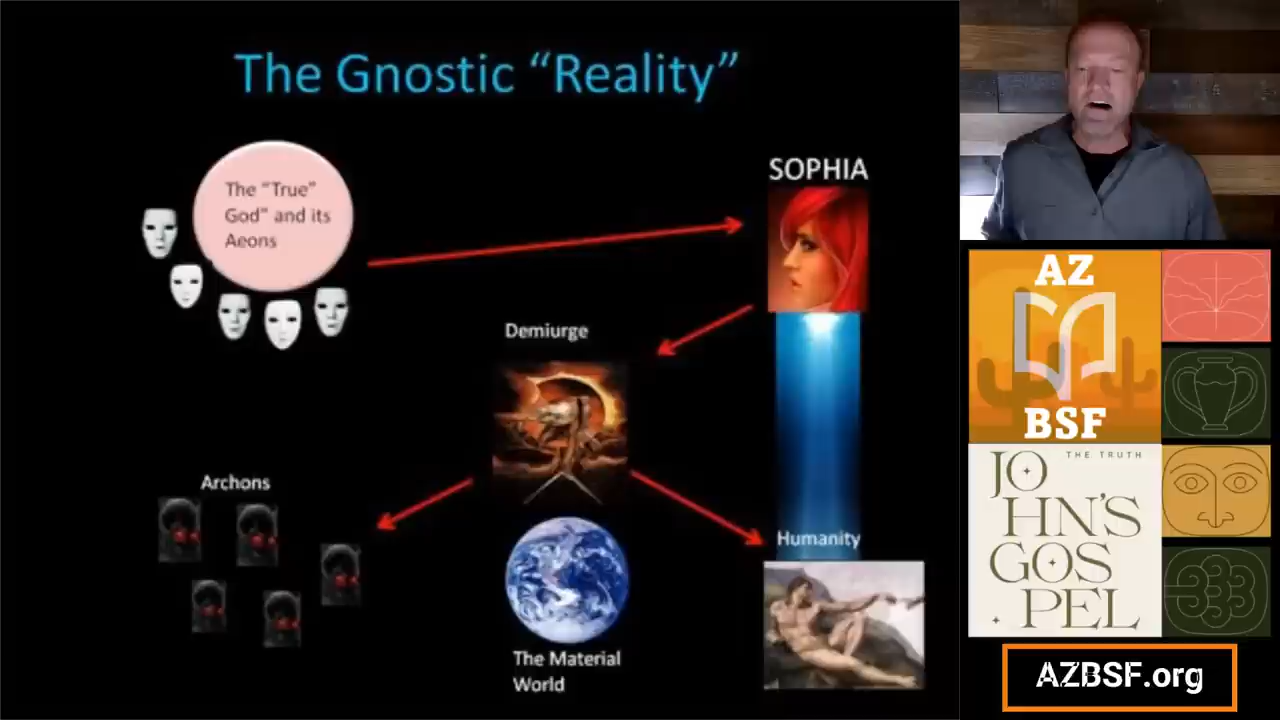 The Gnostic “Reality”
The “True”
God” and its
Aeons
SOPHIA
Demiurge
Archons
Humanity
The Material
World
AZ
BSF
THE TRUTH
JO
HN'S
GOS
PEL
AZBSF.org